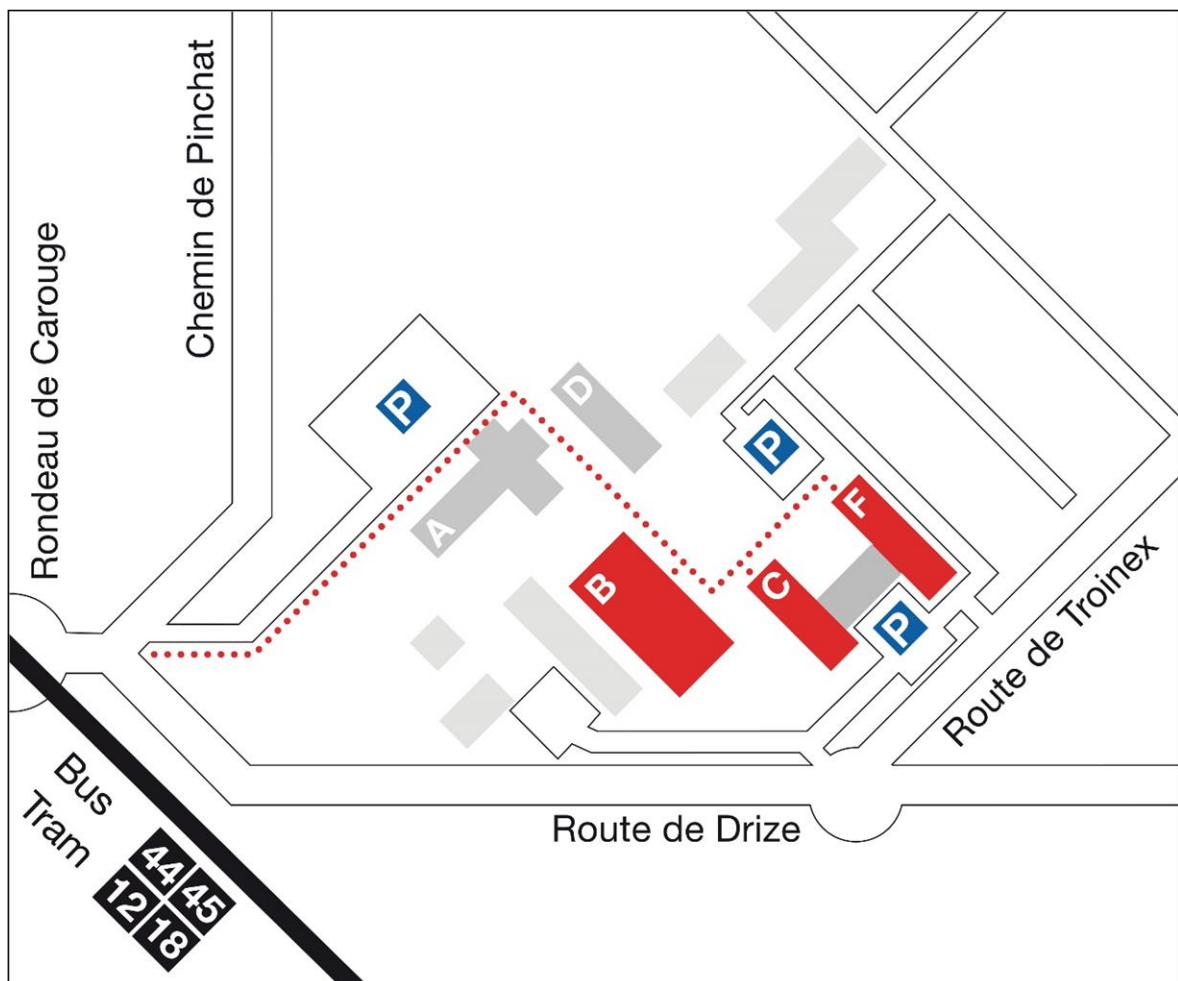 Chemin de Pinchat
Rondeau de Carouge
P
D
A
P
F
B
C
P
Route de Troinex
Route de Drize
Bus
Tram
44 45
12 18